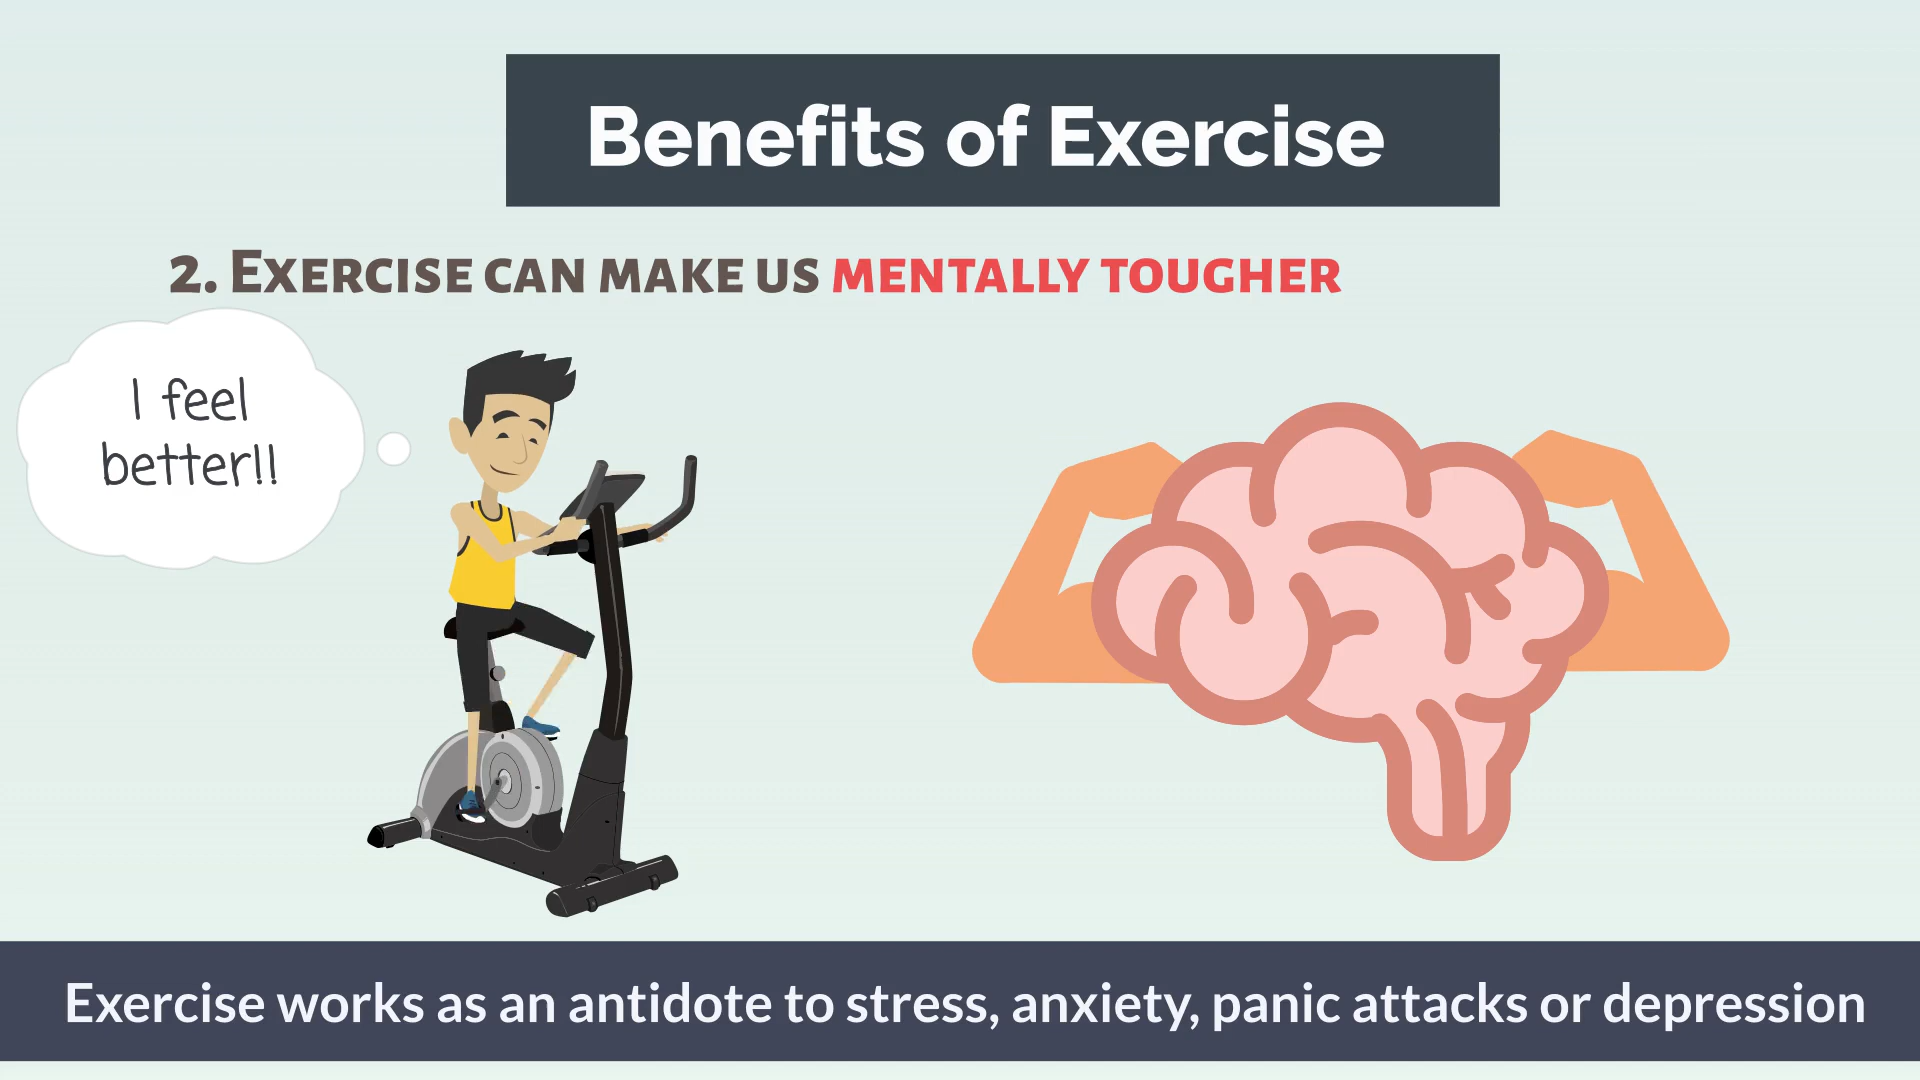 Benefits of Exercise
2. Exercise can make us mentally tougher
I feel
better!!
Exercise works as an antidote to stress, anxiety, panic attacks or depression